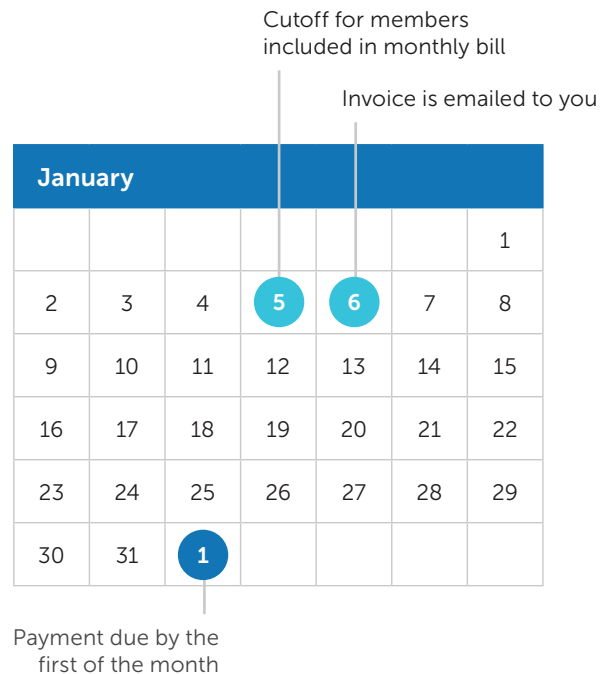 Cutoff for members
included in monthly bill
Invoice is emailed to you
January
1
2 3 4 5 6 7 8
9 10 11 12 13 14 15
16 17 18 19 20 21 22
23 24 25 26 27 28 29
30 31 1
Payment due by the
first of the month